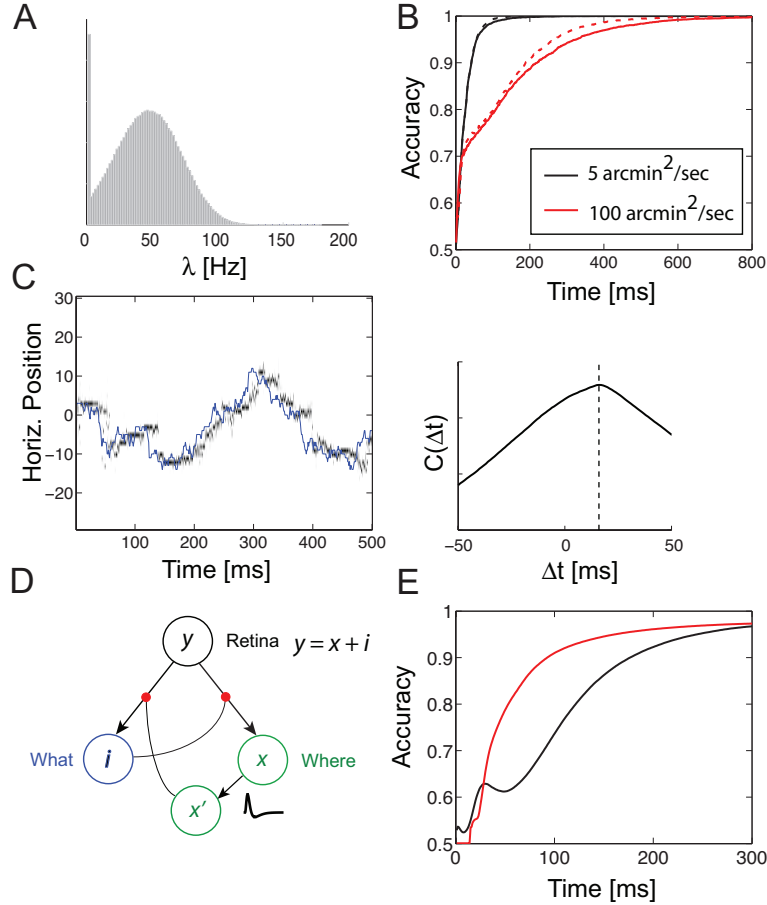 A
λ [Hz]
0 50 100 150 200
B
Accuracy
1
0.9
0.8
0.7
0.6
0.5
5 arcmin²/sec
100 arcmin²/sec
0 200 400 600 800
Time [ms]
C
Horiz. Position
30
20
10
0
−10
−20
100 200 300 400 500
Time [ms]
C(Δt)
−50 0 50
Δt [ms]
D
y
Retina y = x + i
What
i
x
Where
x′
E
Accuracy
1
0.9
0.8
0.7
0.6
0.5
0 100 200 300
Time [ms]